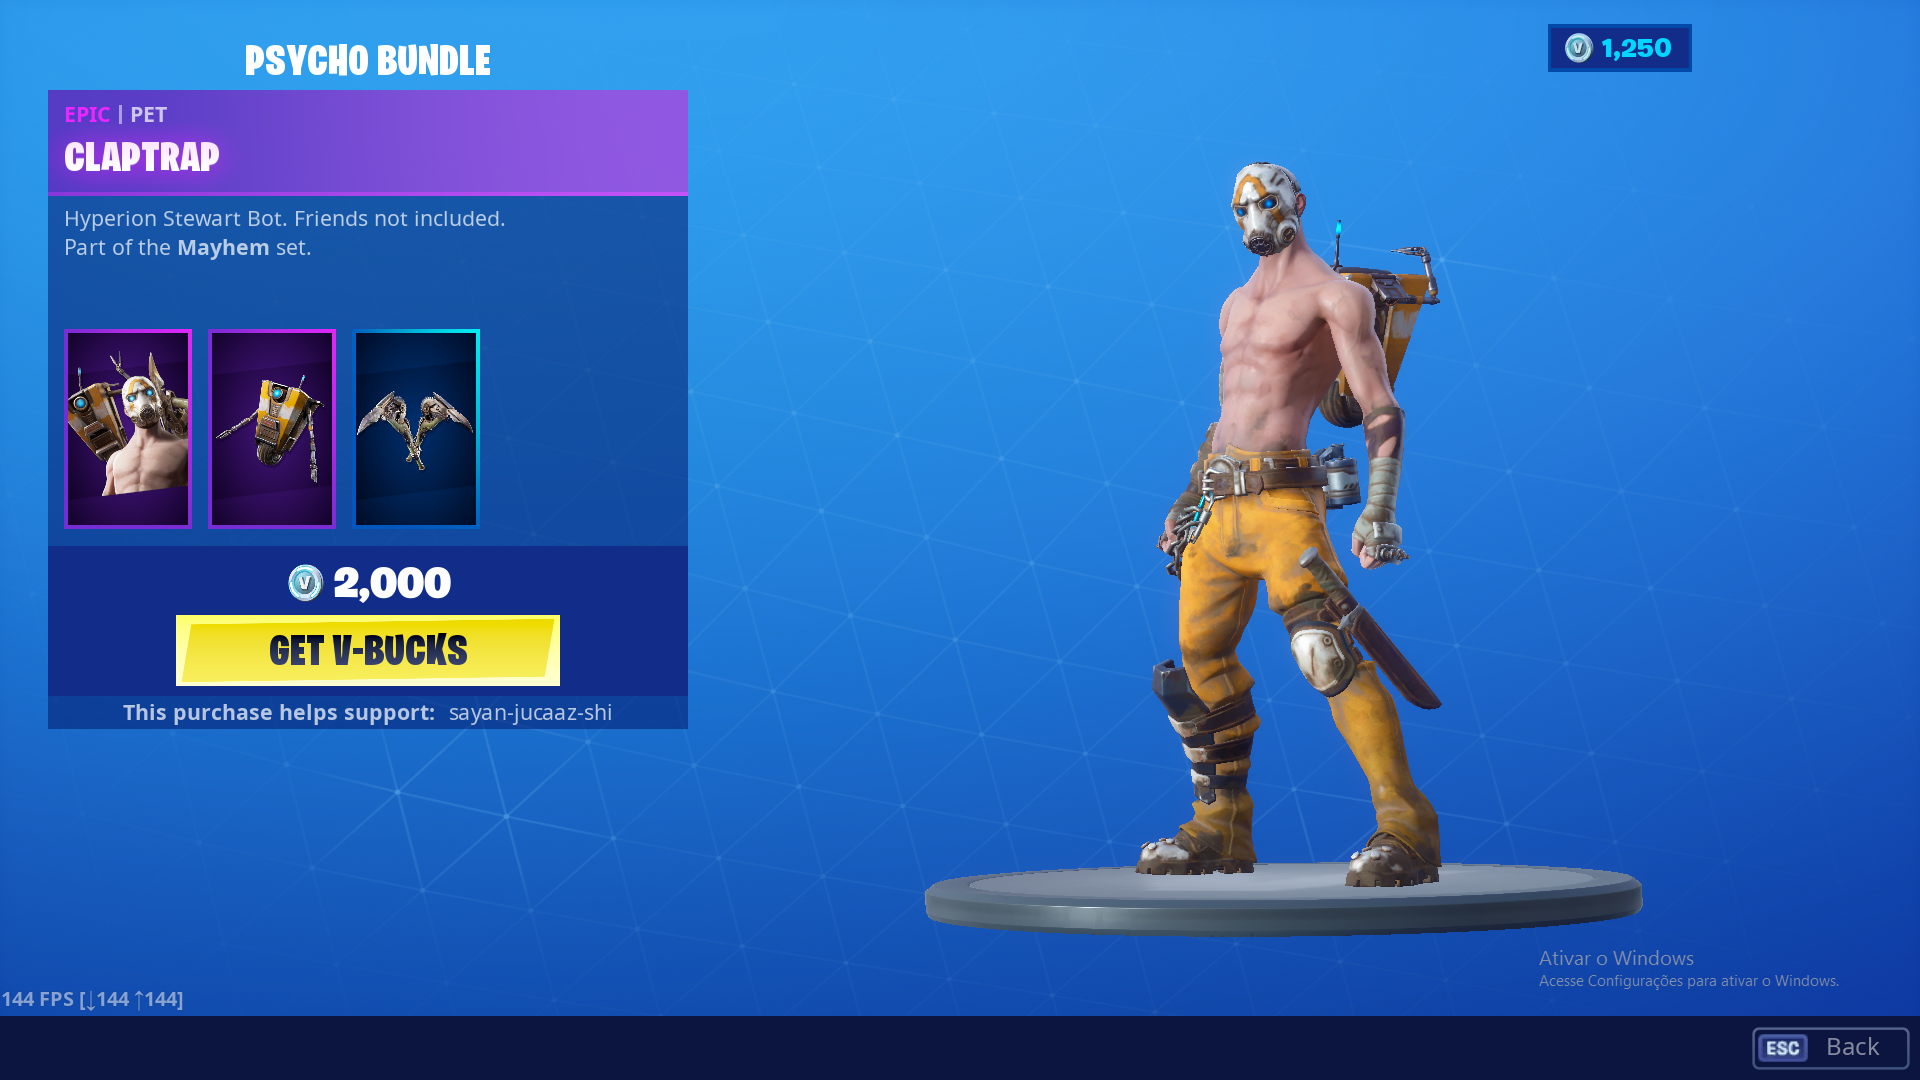 PSYCHO BUNDLE
1,250
EPIC | PET
CLAPTRAP
Hyperion Stewart Bot. Friends not included.
Part of the Mayhem set.
2,000
GET V-BUCKS
This purchase helps support: sayan-jucaaz-shi
Ativar o Windows
Acesse Configurações para ativar o Windows.
144 FPS [↓144 ↑144]
ESC Back